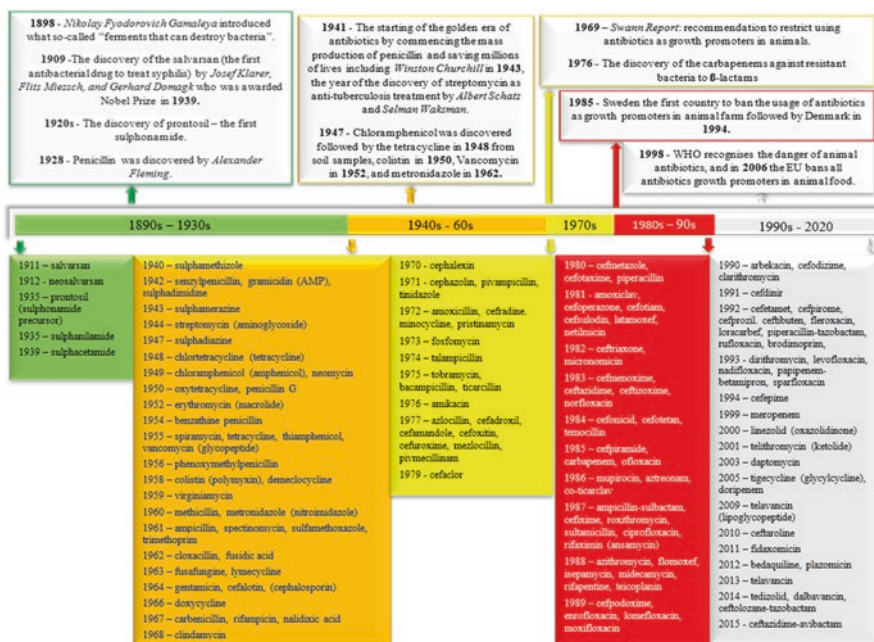 1898 - Nikolay Fyodorovich Gamaleya introduced
what so-called “ferments that can destroy bacteria”.
1909 -The discovery of the salvarsan (the first
antibacterial drug to treat syphilis) by Josef Klarer,
Flits Miezsch, and Gerhard Domagk who was awarded
Nobel Prize in 1939.
1920s - The discovery of prontosil – the first
sulphonamide.
1928 - Penicillin was discovered by Alexander
Fleming.
1941 - The starting of the golden era of
antibiotics by commencing the mass
production of penicillin and saving millions
of lives including Winston Churchill in 1943,
the year of the discovery of streptomycin as
anti-tuberculosis treatment by Albert Schatz
and Selman Waksman.
1947 - Chloramphenicol was discovered
followed by the tetracycline in 1948 from
soil samples, colistin in 1950, Vancomycin
in 1952, and metronidazole in 1962.
1969 – Swann Report: recommendation to restrict using
antibiotics as growth promoters in animals.
1976 - The discovery of the carbapenems against resistant
bacteria to ß-lactams
1985 - Sweden the first country to ban the usage of antibiotics
as growth promoters in animal farm followed by Denmark in
1994.
1998 - WHO recognises the danger of animal
antibiotics, and in 2006 the EU bans all
antibiotics growth promoters in animal food.
1890s – 1930s
1940s - 60s
1970s
1980s – 90s
1990s - 2020
1911 – salvarsan
1912 - neosalvarsan
1935 – prontosil
(sulphonamide
precursor)
1935 – sulphanilamide
1939 – sulphacetamide
1940 – sulphamethizole
1942 – senzylpenicillin, gramicidin (AMP),
sulphadimidine
1943 – sulphamerazine
1944 – streptomycin (aminoglycoside)
1947 – sulphadiazine
1948 – chlortetracycline (tetracycline)
1949 – chloramphenicol (amphenicol), neomycin
1950 – oxytetracycline, penicillin G
1952 – erythromycin (macrolide)
1954 – benzathine penicillin
1955 – spiramycin, tetracycline, thiamphenicol,
vancomycin (glycopeptide)
1956 – phenoxymethylpenicillin
1958 – colistin (polymyxin), demeclocycline
1959 – virginiamycin
1960 – methicillin, metronidazole (nitroimidazole)
1961 – ampicillin, spectinomycin, sulfamethoxazole,
trimethoprim
1962 – cloxacillin, fusidic acid
1963 – fusafungine, lymecycline
1964 – gentamicin, cefalotin, (cephalosporin)
1966 – doxycycline
1967 – carbenicillin, rifampicin, nalidixic acid
1968 – clindamycin
1970 - cephalexin
1971 - cephazolin, pivampicillin,
tinidazole
1972 – amoxicillin, cefradine.
minocycline, pristinamycin
1973 – fosfomycin
1974 – talampicillin
1975 – tobramycin,
bacampicillin, ticarcillin
1976 – amikacin
1977 – azlocillin, cefadroxil,
cefamandole, cefoxitin,
cefuroxime, mezlocillin,
pivmecillinam
1979 – cefaclor
1980 – cefmetazole,
cefotaxime, piperacillin
1981 - amoxiclav,
cefoperazone, cefotiam,
cefsulodin, latamoxef,
netilmicin
1982 – ceftriaxone,
micronomicin
1983 – cefmenoxime,
ceftazidime, ceftizoxime,
norfloxacin
1984 – cefonicid, cefotetan,
temocillin
1985 – cefpiramide,
carbapenem, ofloxacin
1986 – mupirocin, aztreonam,
co-ticarclav
1987 – ampicillin-sulbactam,
cefixime, roxithromycin,
sultamicillin, ciprofloxacin,
rifaximin (ansamycin)
1988 – azithromycin, flomoxef,
isepamycin, midecamycin,
rifapentine, teicoplanin
1989 – cefpodoxime,
enrofloxacin, lomefloxacin,
moxifloxacin
1990 – arbekacin, cefodizime,
clarithromycin
1991 – cefdinir
1992 – cefetamet, cefpirome,
cefprozil. ceftibuten, fleroxacin,
loracarbef, piperacillin-tazobactam,
rufloxacin, brodimoprim,
1993 - dirithromycin, levofloxacin,
nadifloxacin, papipenem-
betamipron, sparfloxacin
1994 – cefepime
1999 – meropenem
2000 – linezolid (oxazolidinone)
2001 – telithromycin (ketolide)
2003 – daptomycin
2005 – tigecycline (glycylcycline),
doripenem
2009 – telavancin
(lipoglycopeptide)
2010 – ceftaroline
2011 – fidaxomicin
2012 – bedaquiline, plazomicin
2013 – telavancin
2014 – tedizolid, dalbavancin,
ceftolozane-tazobactam
2015 - ceftazidime-avibactam